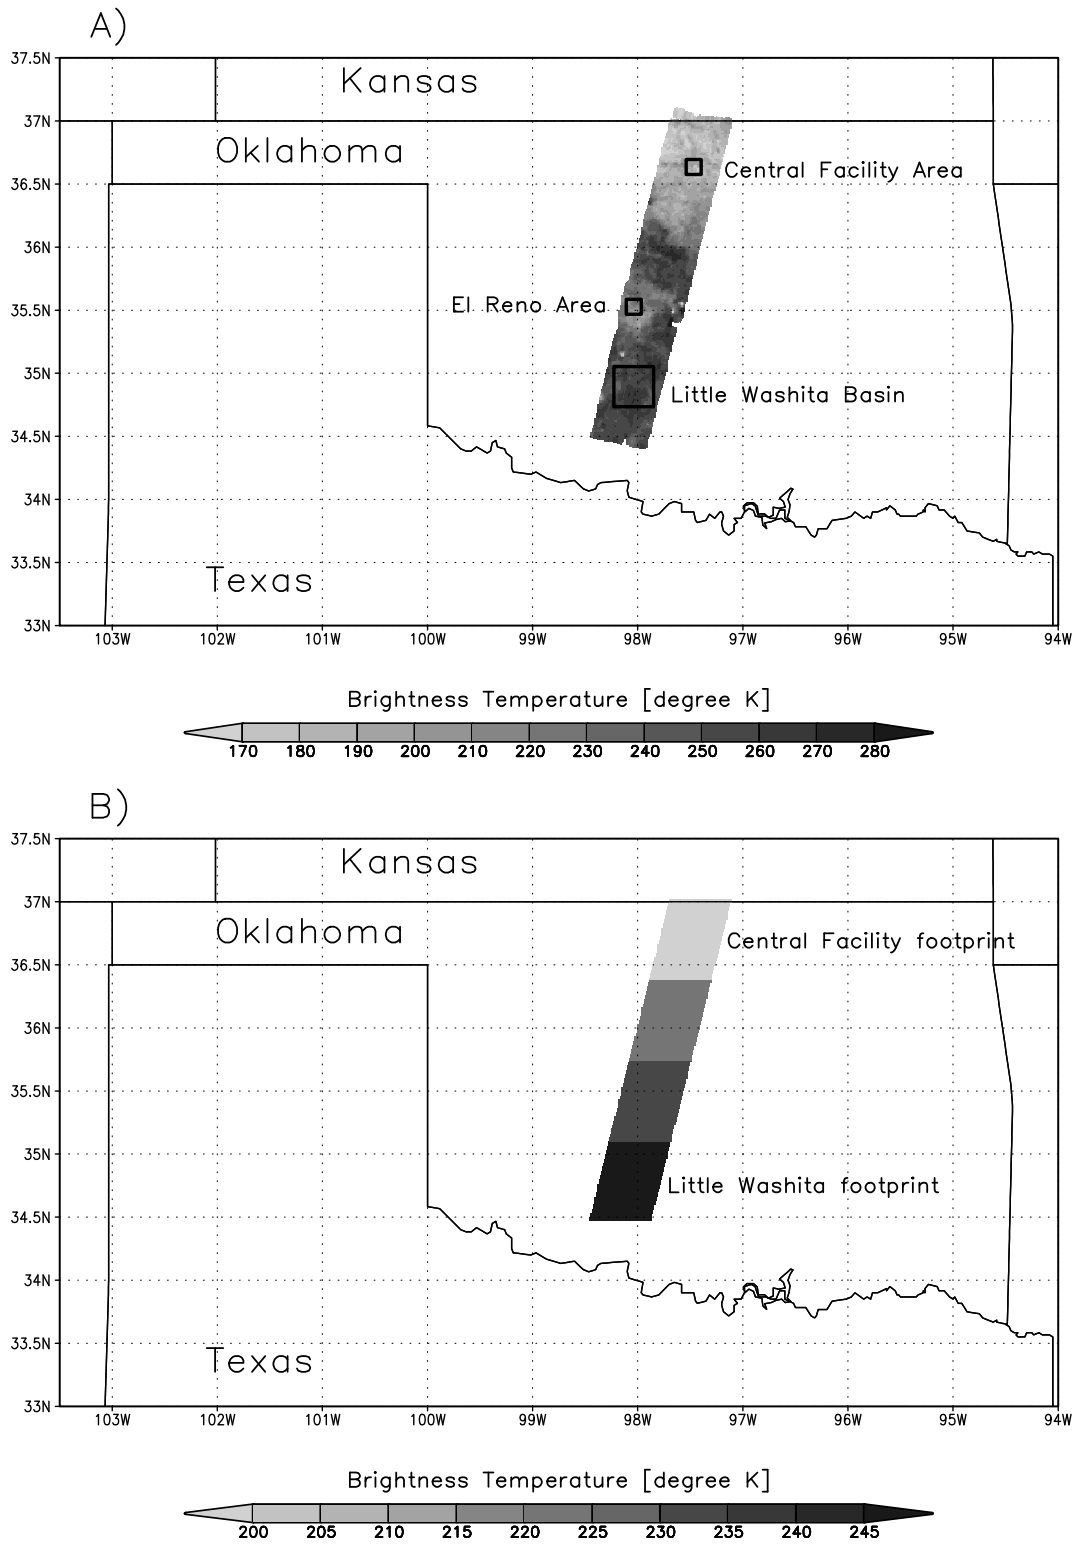 A)
37.5N
Kansas
37N
Oklahoma
Central Facility Area
36.5N
36N
El Reno Area
35.5N
35N
Little Washita Basin
34.5N
34N
33.5N
Texas
33N
103W 102W 101W 100W 99W 98W 97W 96W 95W 94W
Brightness Temperature [degree K]
170 180 190 200 210 220 230 240 250 260 270 280
B)
37.5N
Kansas
37N
Oklahoma
Central Facility footprint
36.5N
36N
35.5N
35N
Little Washita footprint
34.5N
34N
33.5N
Texas
33N
103W 102W 101W 100W 99W 98W 97W 96W 95W 94W
Brightness Temperature [degree K]
200 205 210 215 220 225 230 235 240 245